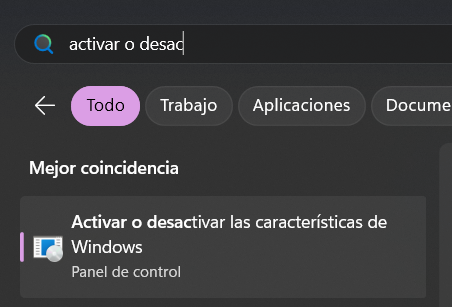 activar o desac
Todo Trabajo Aplicaciones Docume
Mejor coincidencia
Activar o desactivar las características de
Windows
Panel de control